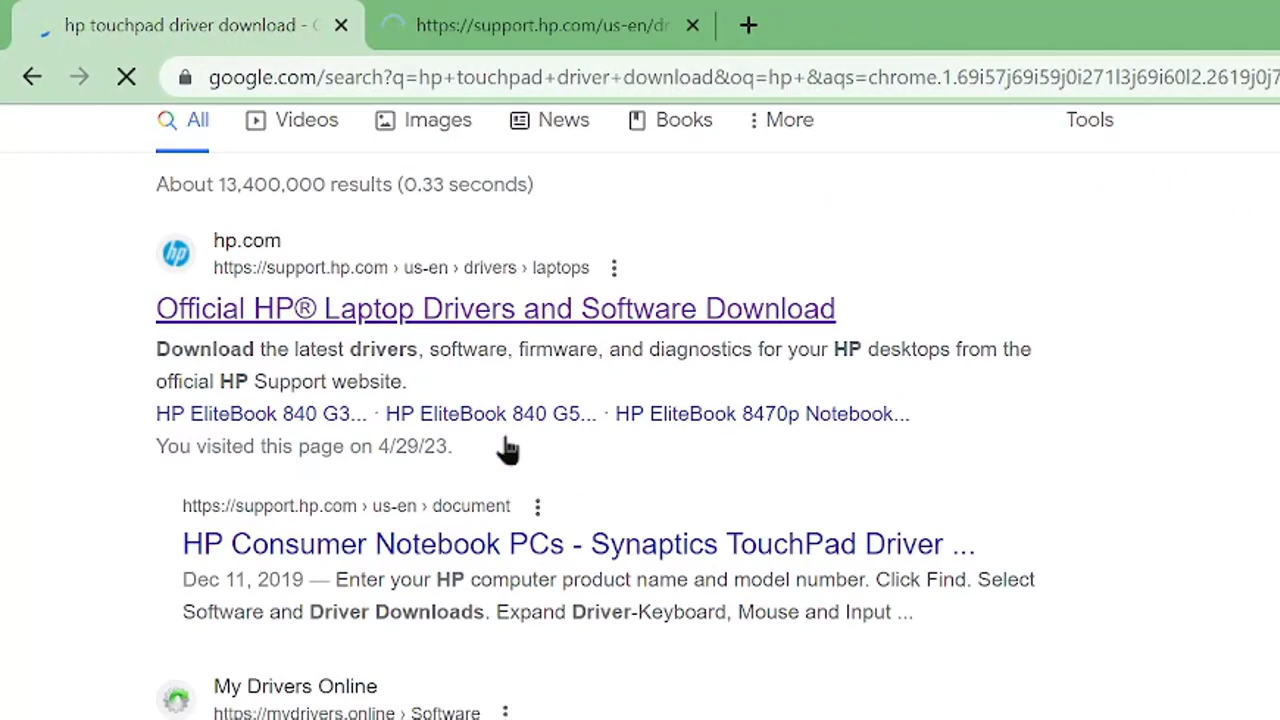 hp touchpad driver download -
https://support.hp.com/us-en/dr
google.com/search?q=hp+touchpad+driver+download&oq=hp+&aqs=chrome.1.69i57j69i59j0i271l3j69i60l2.2619j0j7
All Videos Images News Books More Tools
About 13,400,000 results (0.33 seconds)
hp
hp.com
https://support.hp.com › us-en › drivers › laptops
Official HP® Laptop Drivers and Software Download
Download the latest drivers, software, firmware, and diagnostics for your HP desktops from the
official HP Support website.
HP EliteBook 840 G3... · HP EliteBook 840 G5... · HP EliteBook 8470p Notebook...
You visited this page on 4/29/23.
https://support.hp.com › us-en › document
HP Consumer Notebook PCs - Synaptics TouchPad Driver ...
Dec 11, 2019 — Enter your HP computer product name and model number. Click Find. Select
Software and Driver Downloads. Expand Driver-Keyboard, Mouse and Input ...
My Drivers Online
https://mydrivers.online › Software